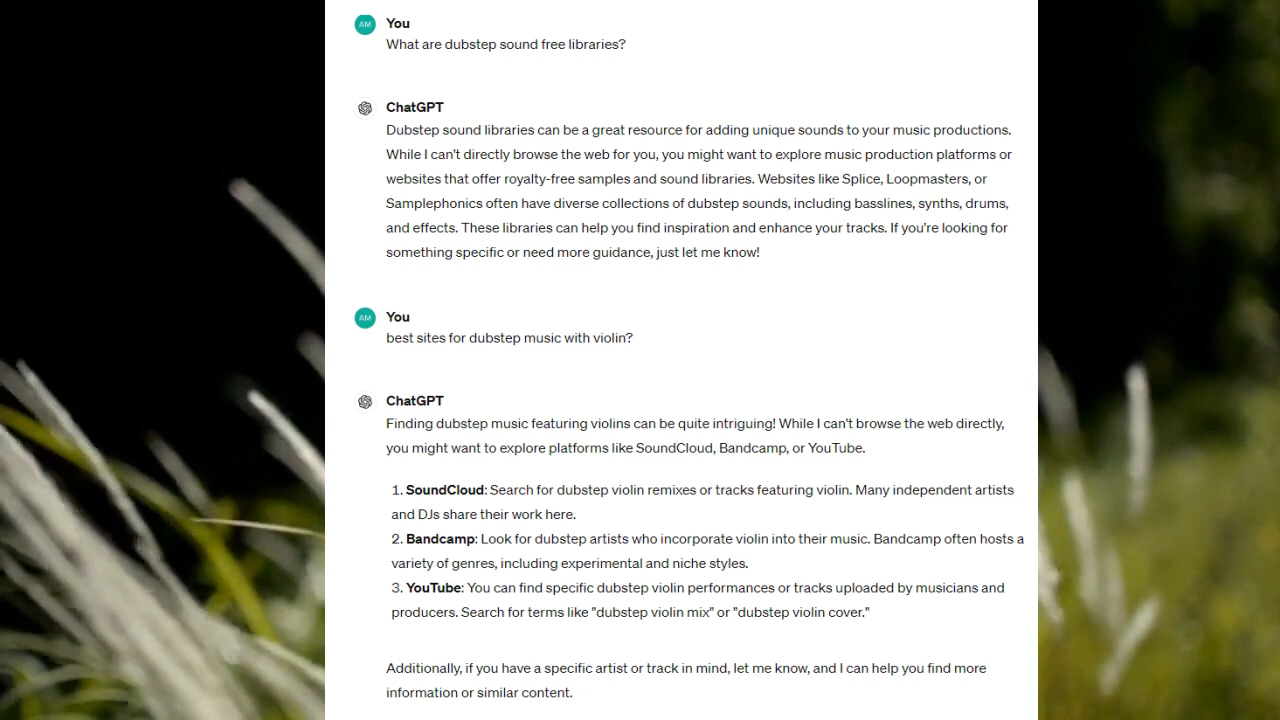 AM You
What are dubstep sound free libraries?
ChatGPT
Dubstep sound libraries can be a great resource for adding unique sounds to your music productions.
While I can't directly browse the web for you, you might want to explore music production platforms or
websites that offer royalty-free samples and sound libraries. Websites like Splice, Loopmasters, or
Samplephonics often have diverse collections of dubstep sounds, including basslines, synths, drums,
and effects. These libraries can help you find inspiration and enhance your tracks. If you're looking for
something specific or need more guidance, just let me know!
AM You
best sites for dubstep music with violin?
ChatGPT
Finding dubstep music featuring violins can be quite intriguing! While I can't browse the web directly,
you might want to explore platforms like SoundCloud, Bandcamp, or YouTube.
1. SoundCloud: Search for dubstep violin remixes or tracks featuring violin. Many independent artists
and DJs share their work here.
2. Bandcamp: Look for dubstep artists who incorporate violin into their music. Bandcamp often hosts a
variety of genres, including experimental and niche styles.
3. YouTube: You can find specific dubstep violin performances or tracks uploaded by musicians and
producers. Search for terms like "dubstep violin mix" or "dubstep violin cover."
Additionally, if you have a specific artist or track in mind, let me know, and I can help you find more
information or similar content.